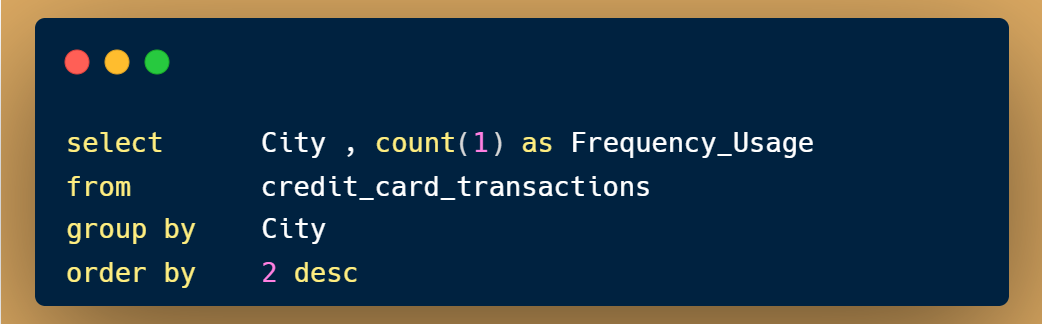 select City , count(1) as Frequency_Usage
from credit_card_transactions
group by City
order by 2 desc